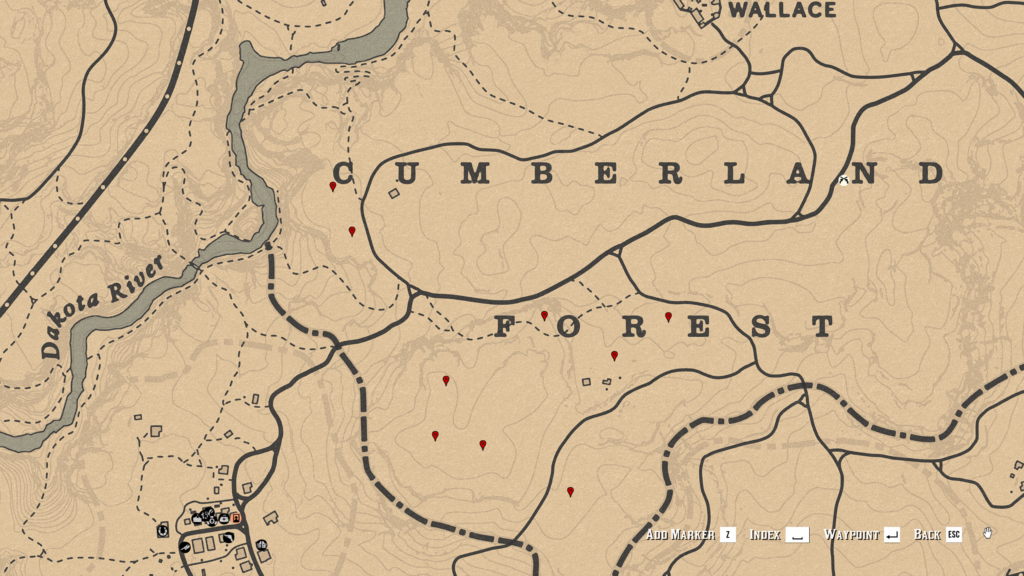 WALLACE
CUMBERLAND
Dakota River
FOREST
ADD MARKER Z INDEX WAYPOINT BACK ESC